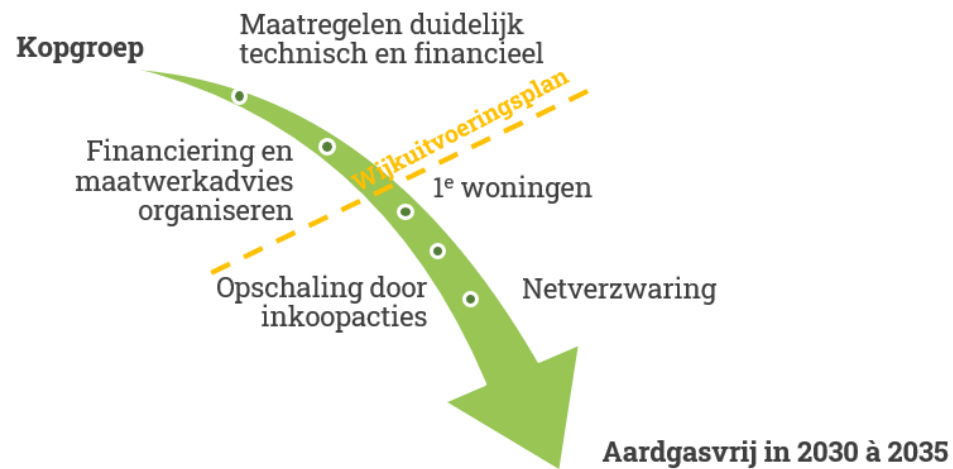 Kopgroep
Maatregelen duidelijk
technisch en financieel
Wijkuitvoeringsplan
Financiering en
maatwerkadvies
organiseren
1e woningen
Opschaling door
inkoopacties
Netverzwaring
Aardgasvrij in 2030 à 2035